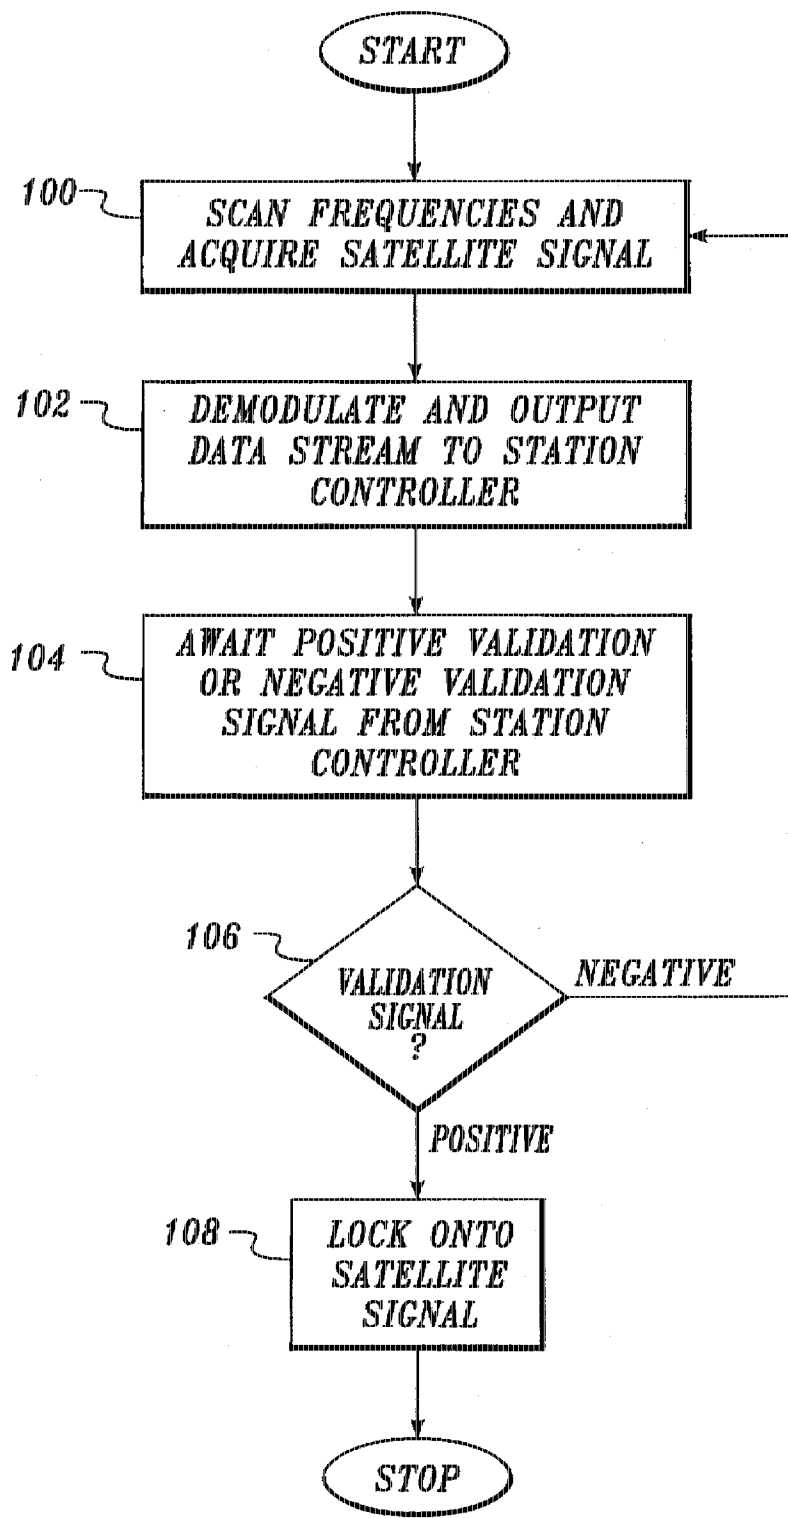 START
100
SCAN FREQUENCIES AND
ACQUIRE SATELLITE SIGNAL
102
DEMODULATE AND OUTPUT
DATA STREAM TO STATION
CONTROLLER
104
AWAIT POSITIVE VALIDATION
OR NEGATIVE VALIDATION
SIGNAL FROM STATION
CONTROLLER
106
VALIDATION
SIGNAL
?
NEGATIVE
POSITIVE
108
LOCK ONTO
SATELLITE
SIGNAL
STOP